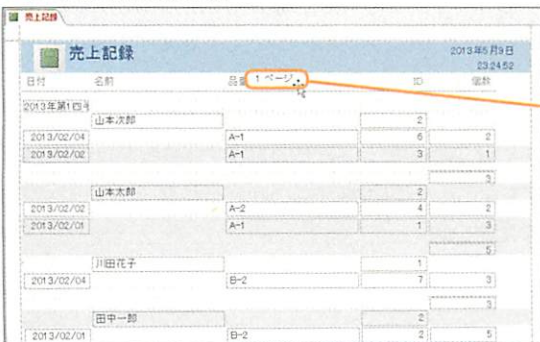 売上記録
売上記録
2013年5月9日
23:24:52
日付 名前 品番 1 ページ ID 個数
2013年第1四半
山本次郎 2
2013/02/04 A-1 6 2
2013/02/02 A-1 3 1
3
山本太郎 2
2013/02/02 A-2 4 2
2013/02/01 A-1 1 3
5
川田花子 1
2013/02/04 B-2 7 3
3
田中一郎 2
2013/02/01 B-2 2 5